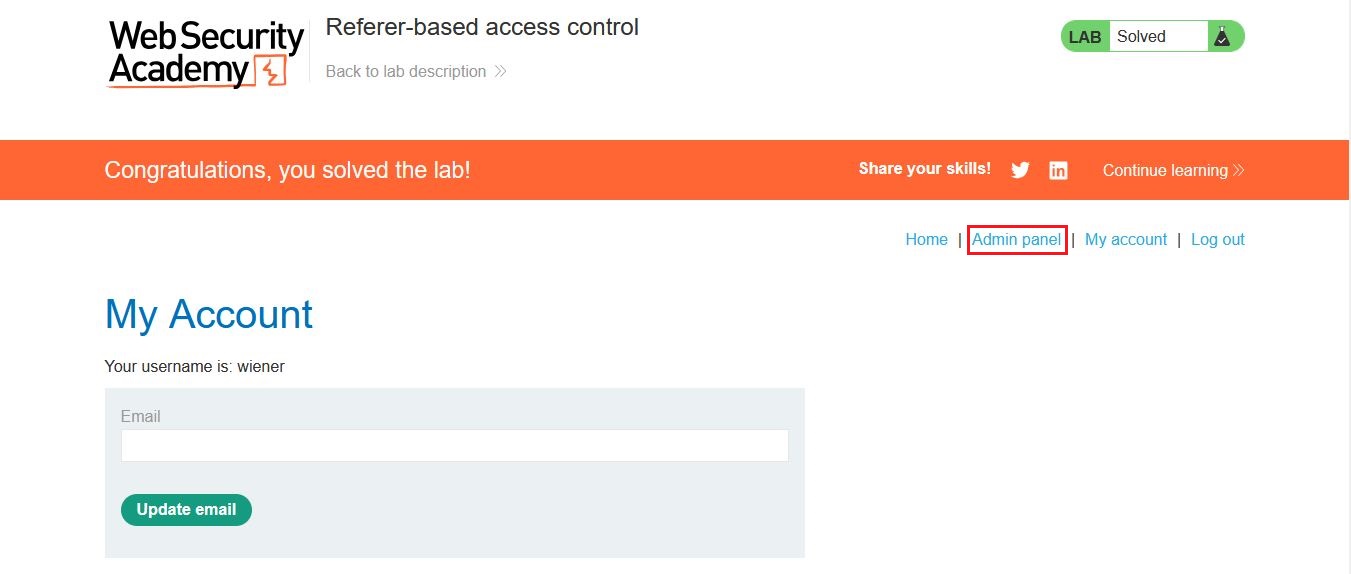 Web Security
Academy
Referer-based access control
Back to lab description
LAB Solved
Congratulations, you solved the lab!
Share your skills!
Continue learning
Home | Admin panel | My account | Log out
My Account
Your username is: wiener
Email
Update email